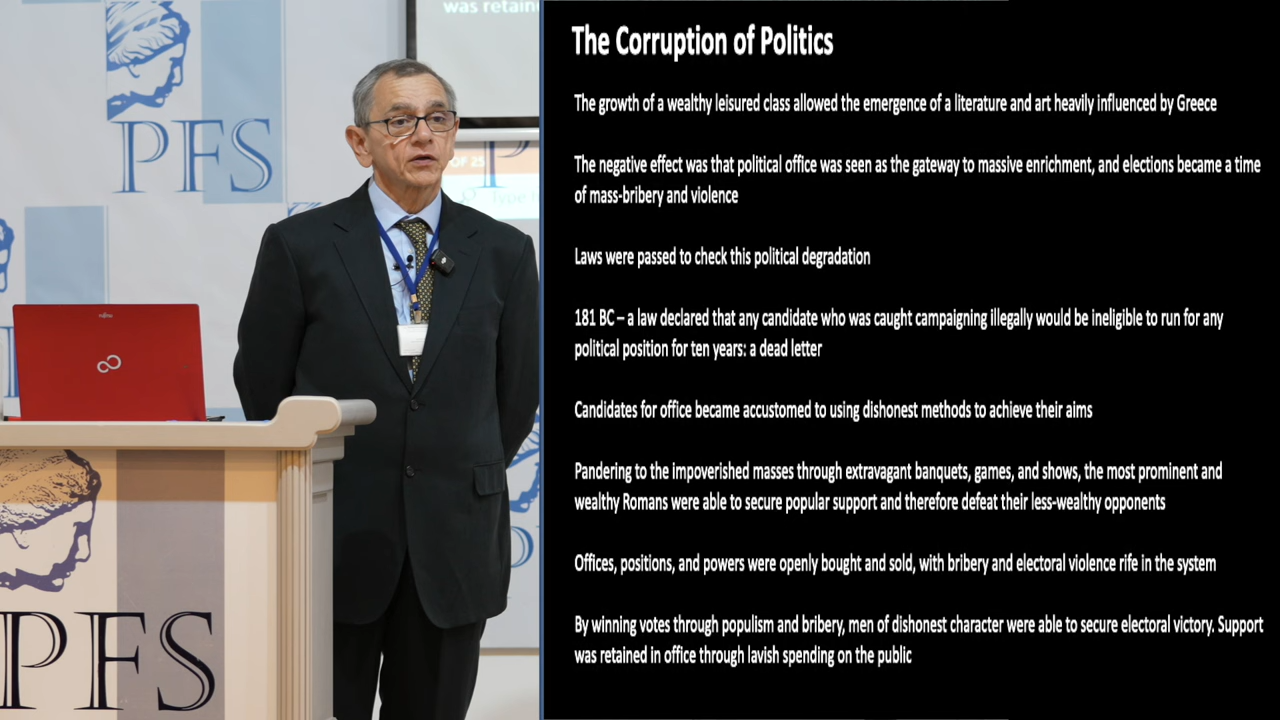 was retain
PFS
OF 25
P
Type
PFS
The Corruption of Politics
The growth of a wealthy leisured class allowed the emergence of a literature and art heavily influenced by Greece
The negative effect was that political office was seen as the gateway to massive enrichment, and elections became a time
of mass-bribery and violence
Laws were passed to check this political degradation
181 BC – a law declared that any candidate who was caught campaigning illegally would be ineligible to run for any
political position for ten years: a dead letter
Candidates for office became accustomed to using dishonest methods to achieve their aims
Pandering to the impoverished masses through extravagant banquets, games, and shows, the most prominent and
wealthy Romans were able to secure popular support and therefore defeat their less-wealthy opponents
Offices, positions, and powers were openly bought and sold, with bribery and electoral violence rife in the system
By winning votes through populism and bribery, men of dishonest character were able to secure electoral victory. Support
was retained in office through lavish spending on the public